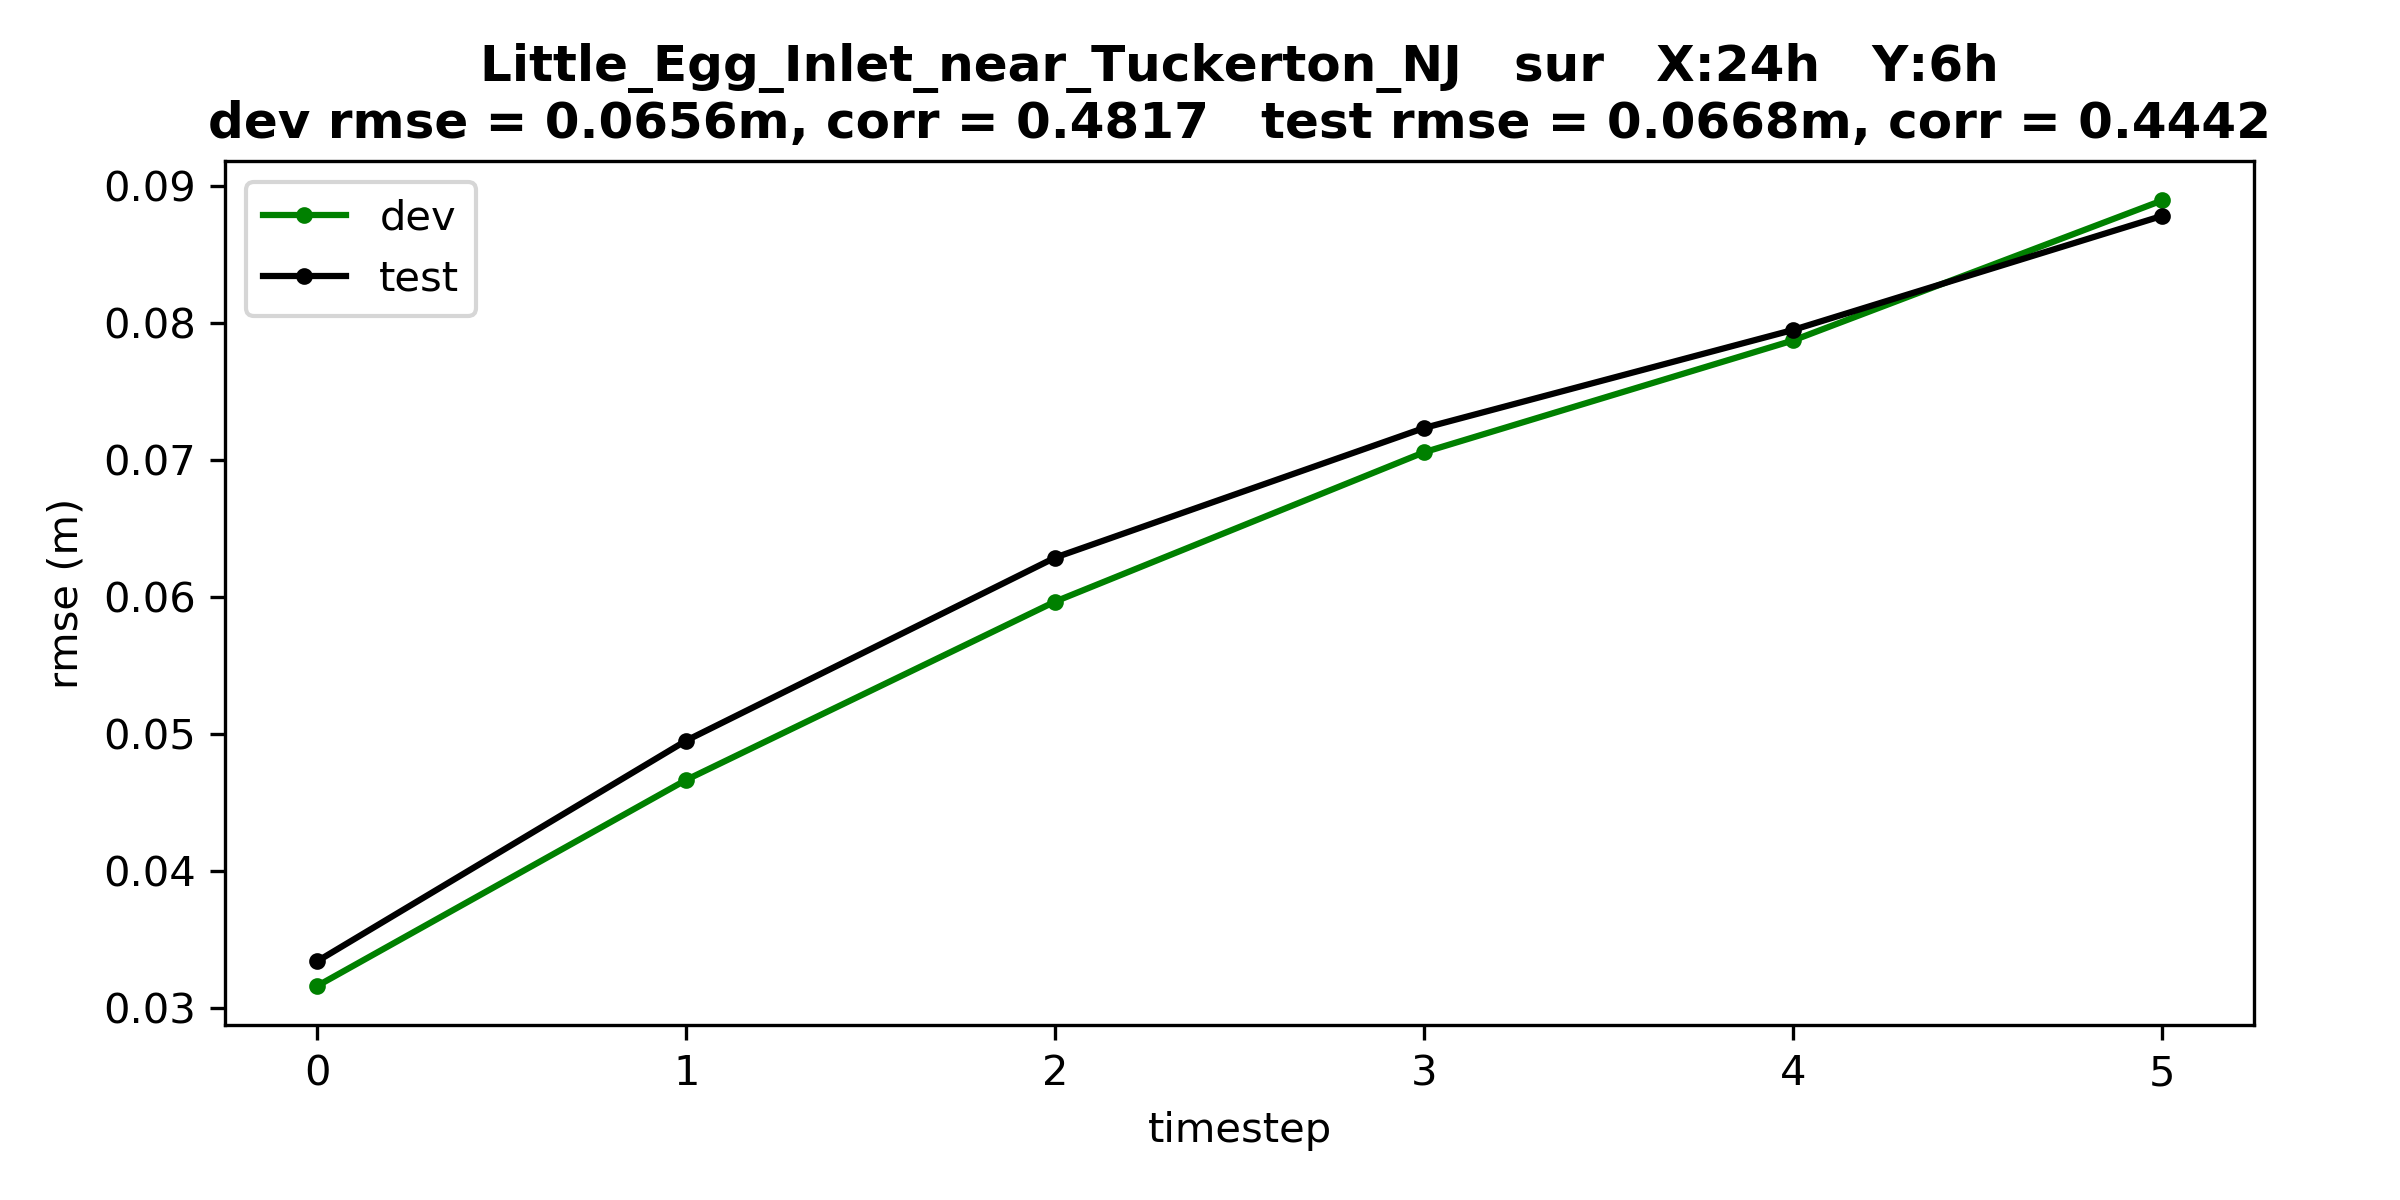 Little_Egg_Inlet_near_Tuckerton_NJ   sur   X:24h   Y:6h
dev rmse = 0.0656m, corr = 0.4817   test rmse = 0.0668m, corr = 0.4442
dev
test
0.09
0.08
0.07
0.06
0.05
0.04
0.03
rmse (m)
0 1 2 3 4 5
timestep